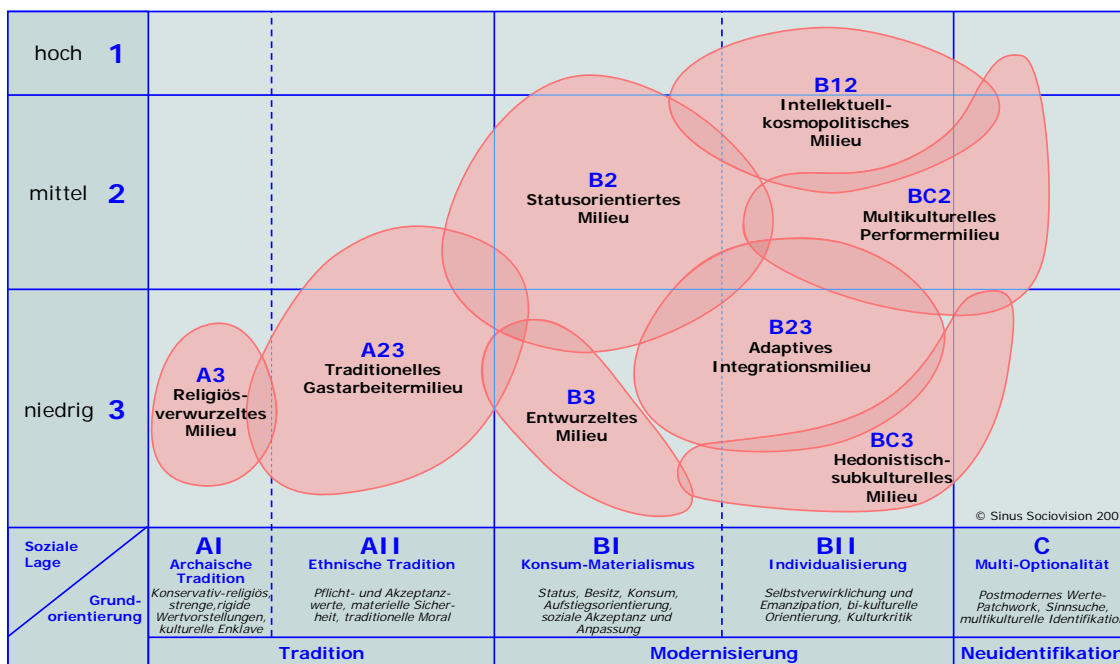 hoch 1
mittel 2
niedrig 3
B12
Intellektuell-
kosmopolitisches
Milieu
B2
Statusorientiertes
Milieu
BC2
Multikulturelles
Performermilieu
A23
Traditionelles
Gastarbeitermilieu
B23
Adaptives
Integrationsmilieu
A3
Religiös-
verwurzeltes
Milieu
B3
Entwurzeltes
Milieu
BC3
Hedonistisch-
subkulturelles
Milieu
© Sinus Sociovision 200
Soziale
Lage
Grund-
orientierung
AI
Archaische
Tradition
Konservativ-religiös,
strenge,rigide
Wertvorstellungen,
kulturelle Enklave
AII
Ethnische Tradition
Pflicht- und Akzeptanz-
werte, materielle Sicher-
heit, traditionelle Moral
BI
Konsum-Materialismus
Status, Besitz, Konsum,
Aufstiegsorientierung,
soziale Akzeptanz und
Anpassung
BII
Individualisierung
Selbstverwirklichung und
Emanzipation, bi-kulturelle
Orientierung, Kulturkritik
C
Multi-Optionalität
Postmodernes Werte-
Patchwork, Sinnsuche,
multikulturelle Identifikation
Tradition
Modernisierung
Neuidentifikation